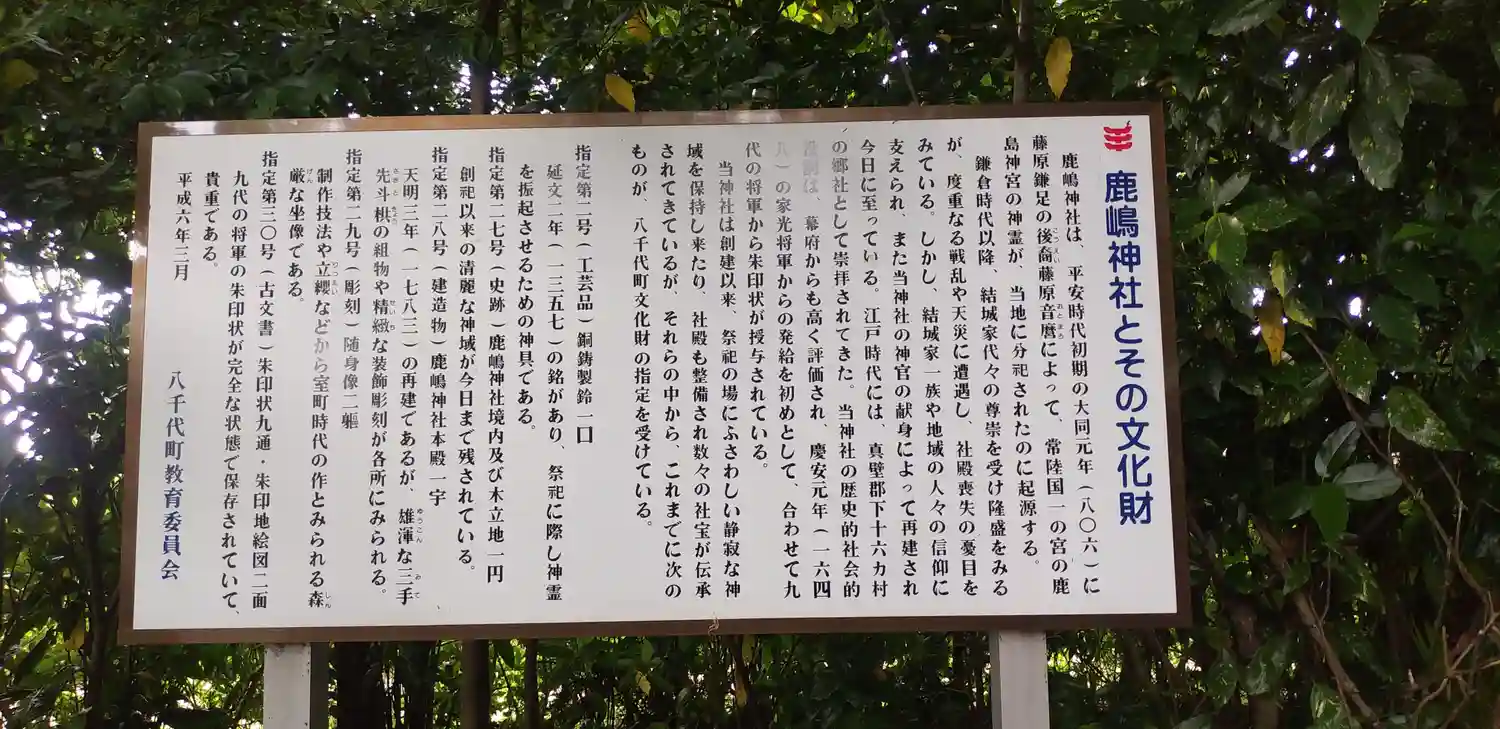 鹿嶋神社とその文化財
鹿嶋神社は、平安時代初期の大同元年(八〇六)に
藤原鎌足の後裔藤原音麿によって、常陸国一の宮の鹿
島神宮の神霊が、当地に分祀されたのに起源する。
鎌倉時代以降、結城家代々の尊崇を受け隆盛をみる
が、度重なる戦乱や天災に遭遇し、社殿喪失の憂目を
みている。しかし、結城家一族や地域の人々の信仰に
支えられ、また当神社の神官の献身によって再建され
今日に至っている。江戸時代には、真壁郡下十六カ村
の郷社として崇拝されてきた。当神社の歴史的社会的
役割は、幕府からも高く評価され、慶安元年(一六四
八)の家光将軍からの発給を初めとして、合わせて九
代の将軍から朱印状が授与されている。
当神社は創建以来、祭祀の場にふさわしい静寂な神
域を保持し来たり、社殿も整備され数々の社宝が伝承
されてきているが、それらの中から、これまでに次の
ものが、八千代町文化財の指定を受けている。
指定第二号(工芸品)銅鋳製鈴一口
延文二年(一三五七)の銘があり、祭祀に際し神霊
を振起させるための神具である。
指定第二七号(史跡)鹿嶋神社境内及び木立地一円
創祀以来の清麗な神域が今日まで残されている。
指定第二八号(建造物)鹿嶋神社本殿一宇
天明三年(一七八三)の再建であるが、雄渾な三手
先斗栱の組物や精緻な装飾彫刻が各所にみられる。
指定第二九号(彫刻)随身像二軀
制作技法や立纓などから室町時代の作とみられる森
厳な坐像である。
指定第三〇号(古文書)朱印状九通・朱印地絵図二面
九代の将軍の朱印状が完全な状態で保存されていて、
貴重である。
平成六年三月
八千代町教育委員会